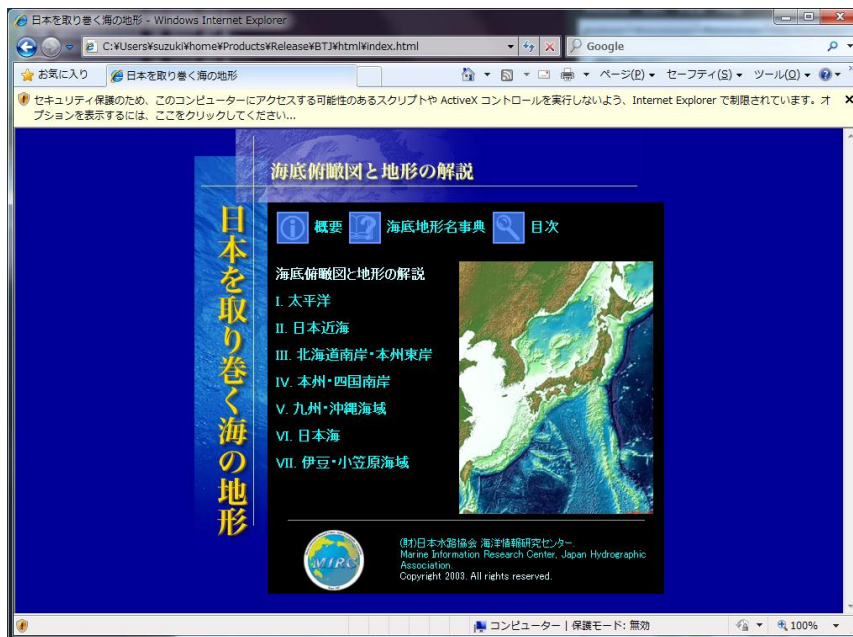 日本を取り巻く海の地形 - Windows Internet Explorer
C:¥Users¥suzuki¥home¥Products¥Release¥BTJ¥html¥index.html
Google
お気に入り
日本を取り巻く海の地形
ページ(P)
セーフティ(S)
ツール(O)
セキュリティ保護のため、このコンピューターにアクセスする可能性のあるスクリプトや ActiveX コントロールを実行しないよう、Internet Explorer で制限されています。オ
プションを表示するには、ここをクリックしてください...
海底俯瞰図と地形の解説
日本を取り巻く海の地形
概要
海底地形名事典
目次
海底俯瞰図と地形の解説
I. 太平洋
II. 日本近海
III. 北海道南岸・本州東岸
IV. 本州・四国南岸
V. 九州・沖縄海域
VI. 日本海
VII. 伊豆・小笠原海域
MIRC
(財)日本水路協会 海洋情報研究センター
Marine Information Research Center, Japan Hydrographic
Association.
Copyright 2003. All rights reserved.
コンピューター | 保護モード: 無効
100%